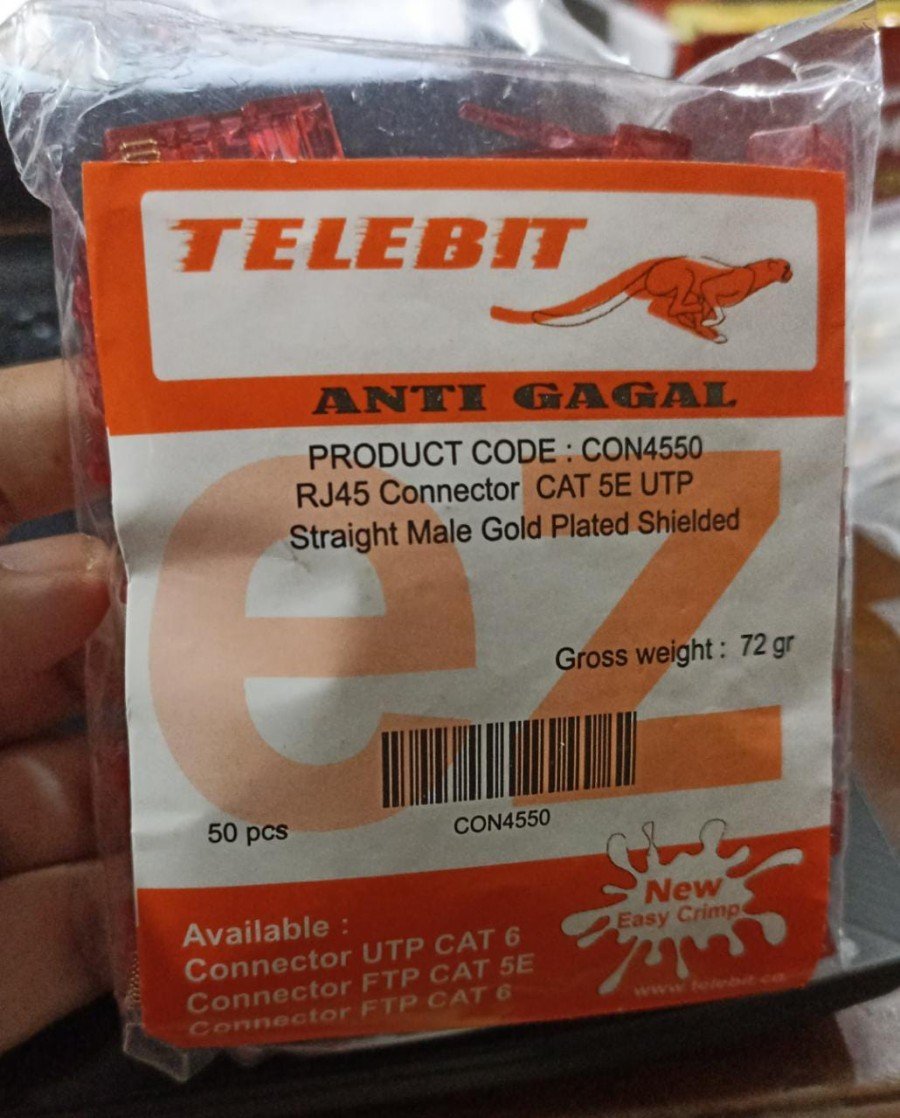 TELEBIT
ANTI GAGAL
PRODUCT CODE : CON4550
RJ45 Connector CAT 5E UTP
Straight Male Gold Plated Shielded
ez
Gross weight : 72 gr
50 pcs
CON4550
New
Easy Crimp
Available :
Connector UTP CAT 6
Connector FTP CAT 5E
Connector FTP CAT 6